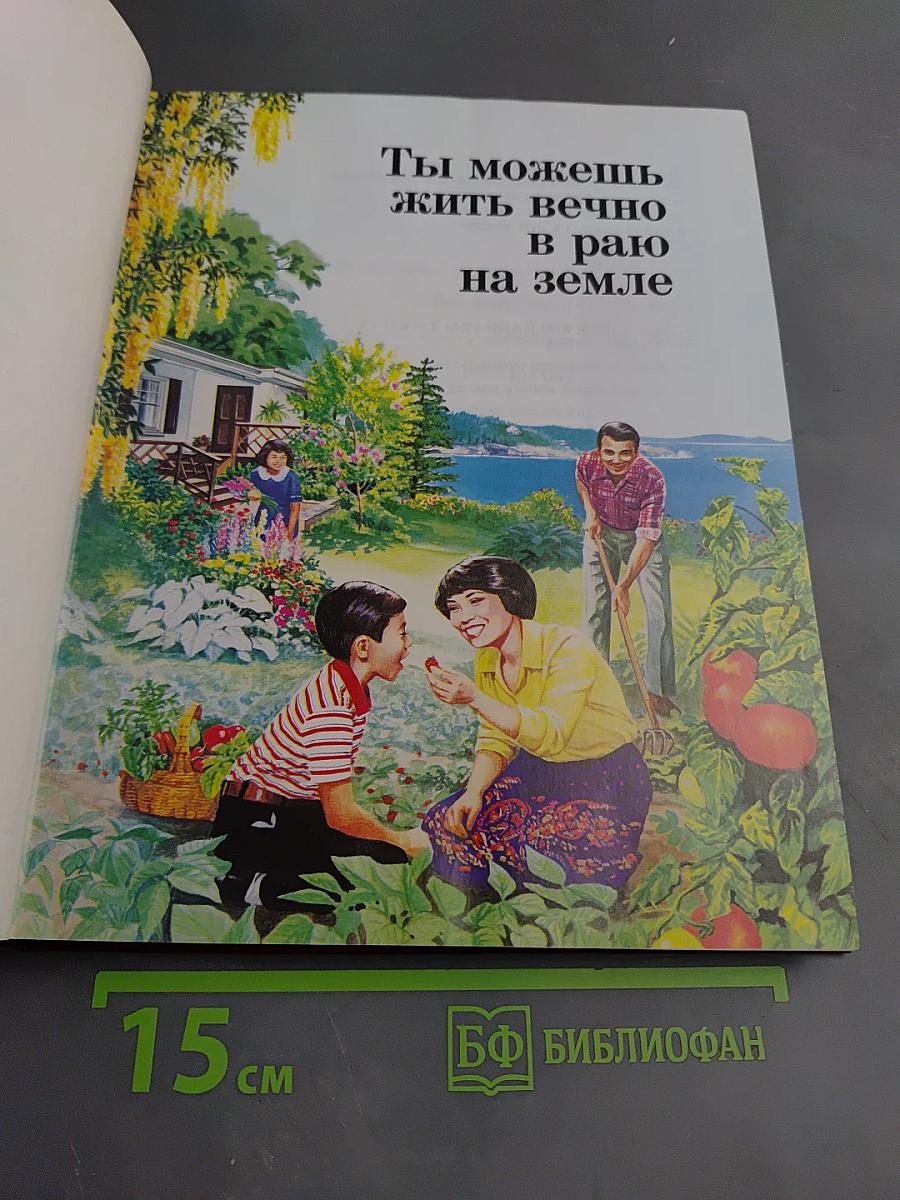 Ты можешь
жить вечно
в раю
на земле
15 см
БФ БИБЛИОФАН